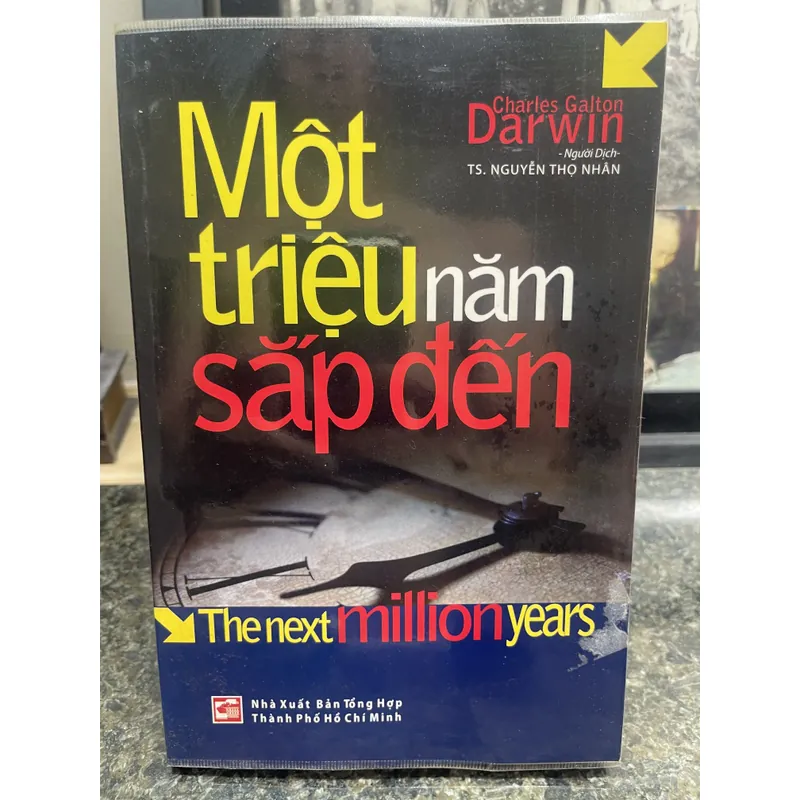 Charles Galton
Darwin
-Người Dịch-
TS. NGUYỄN THỌ NHÂN
Một
triệu năm
sắp đến
The next million years
Nhà Xuất Bản Tổng Hợp
Thành Phố Hồ Chí Minh